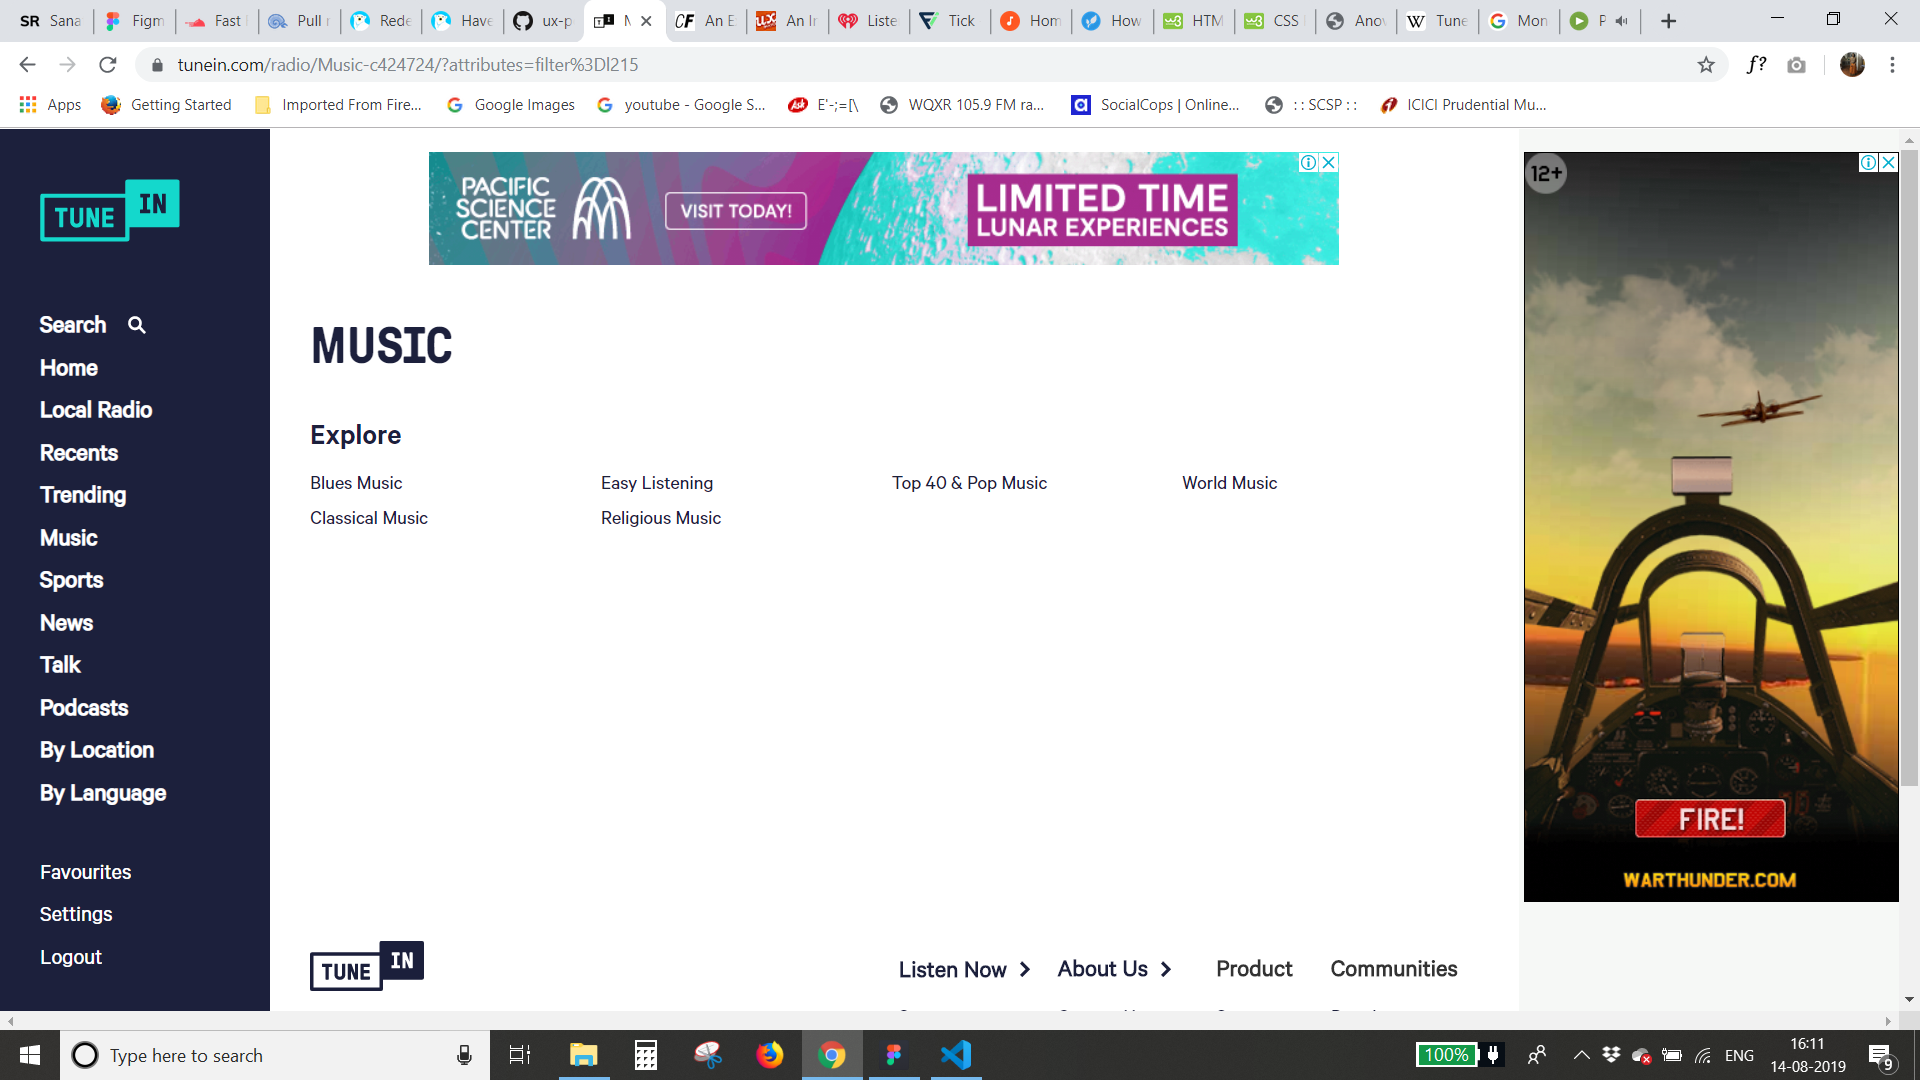 SR Sana
Figm
Fast
Pull r
Rede
Have
ux-p
M
CF An E
UX An In
Liste
Tick
Hom
How
HTM
CSS
Anov
W Tune
Mon
P
tunein.com/radio/Music-c424724/?attributes=filter%3Dl215
f?
Apps
Getting Started
Imported From Fire...
Google Images
youtube - Google S...
Ask E'-;=[\
WQXR 105.9 FM ra...
SocialCops | Online...
: : SCSP : :
ICICI Prudential Mu...
TUNE IN
Search
Home
Local Radio
Recents
Trending
Music
Sports
News
Talk
Podcasts
By Location
By Language
Favourites
Settings
Logout
PACIFIC
SCIENCE
CENTER
VISIT TODAY!
LIMITED TIME
LUNAR EXPERIENCES
MUSIC
Explore
Blues Music
Easy Listening
Top 40 & Pop Music
World Music
Classical Music
Religious Music
12+
FIRE!
WARTHUNDER.COM
TUNE IN
Listen Now
About Us
Product
Communities
Type here to search
100%
ENG
16:11
14-08-2019
9